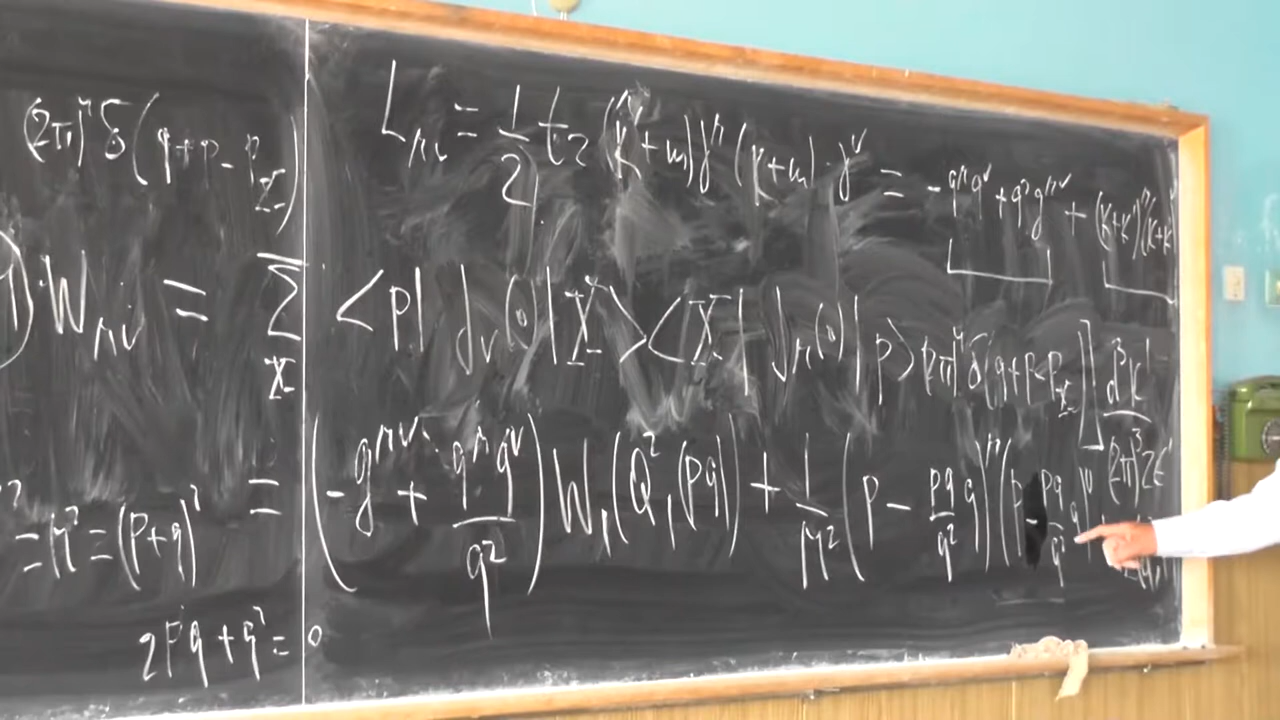 (2π)⁴ δ(q+p-p_X)
L_μν = 1/2 tr (k̂'+m)γ^μ (k̂+m)·γ^ν = -q^μ q^ν + q² g^μν + (k+k')^μ (k+k')^ν
) W_μν = Σ_X <p| J_ν(0) |X> <X| J_μ(0) | p> (2π)⁴ δ(q+p-p_X)] d³k'
= (-g^μν + q^μ q^ν / q²) W₁(Q², (pq)) + 1/M² (p - pq/q² q)^μ (p - pq/q² q)^ν (2π)³ 2ε'
= M² = (p+q)²
2pq + q² = 0